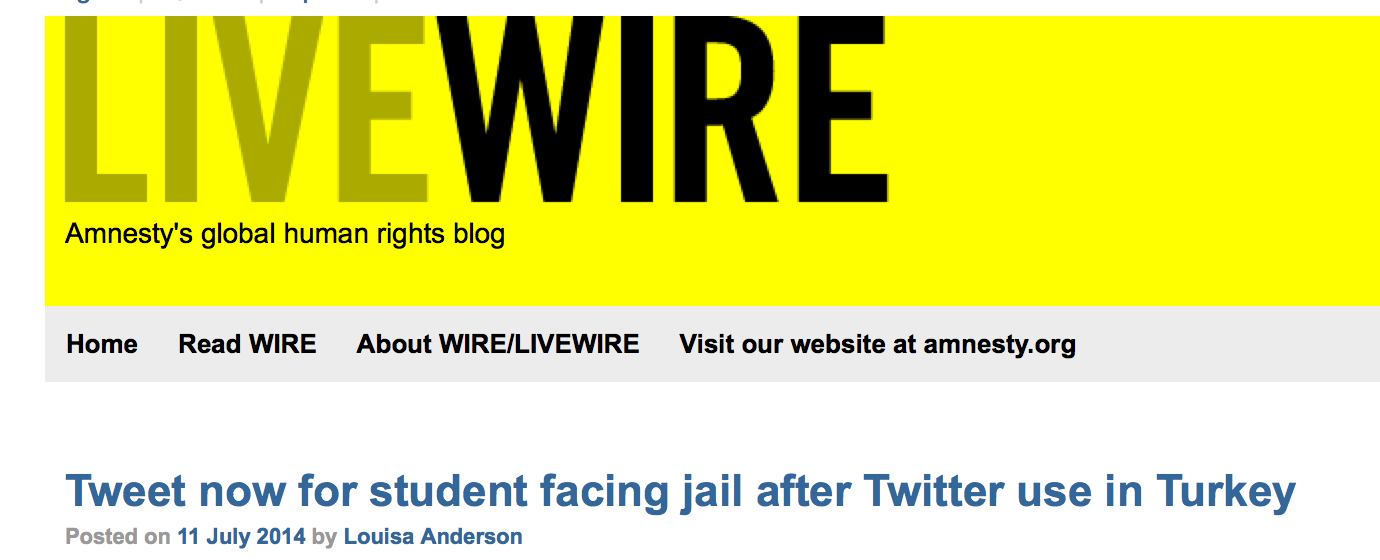 LIVEWIRE
Amnesty's global human rights blog
Home Read WIRE About WIRE/LIVEWIRE Visit our website at amnesty.org
Tweet now for student facing jail after Twitter use in Turkey
Posted on 11 July 2014 by Louisa Anderson